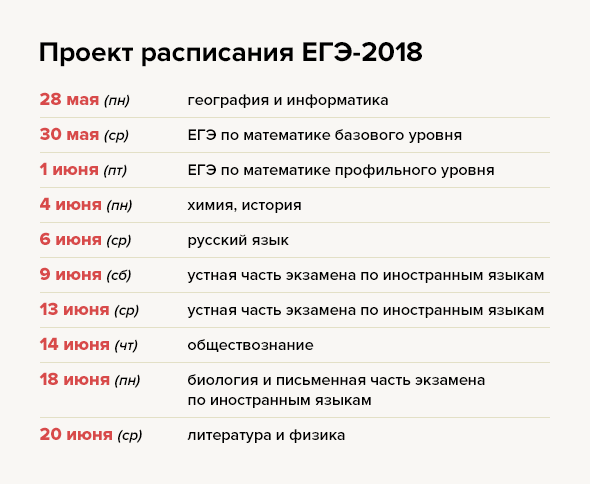 Проект расписания ЕГЭ-2018
28 мая (пн) география и информатика
30 мая (ср) ЕГЭ по математике базового уровня
1 июня (пт) ЕГЭ по математике профильного уровня
4 июня (пн) химия, история
6 июня (ср) русский язык
9 июня (сб) устная часть экзамена по иностранным языкам
13 июня (ср) устная часть экзамена по иностранным языкам
14 июня (чт) обществознание
18 июня (пн) биология и письменная часть экзамена
по иностранным языкам
20 июня (ср) литература и физика